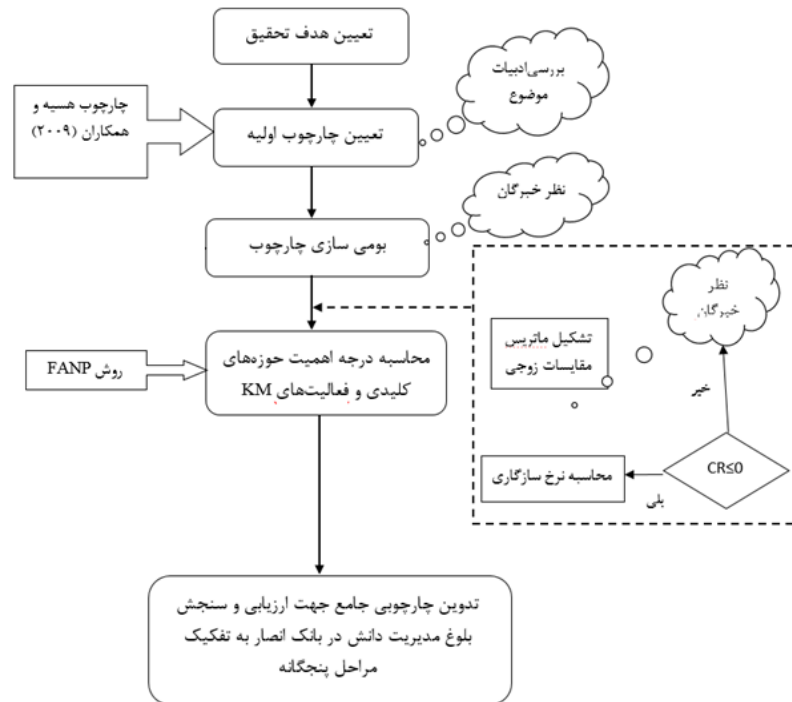 تعیین هدف تحقیق
بررسی ادبیات
موضوع
چارچوب هسیه و
همکاران (۲۰۰۹)
تعیین چارچوب اولیه
نظر خبرگان
بومی سازی چارچوب
نظر
خبرگان
تشکیل ماتریس
مقایسات زوجی
محاسبه درجه اهمیت حوزه‌های
کلیدی و فعالیت‌های KM
روش FANP
خیر
CR≤0
محاسبه نرخ سازگاری
بلی
تدوین چارچوبی جامع جهت ارزیابی و سنجش
بلوغ مدیریت دانش در بانک انصار به تفکیک
مراحل پنجگانه